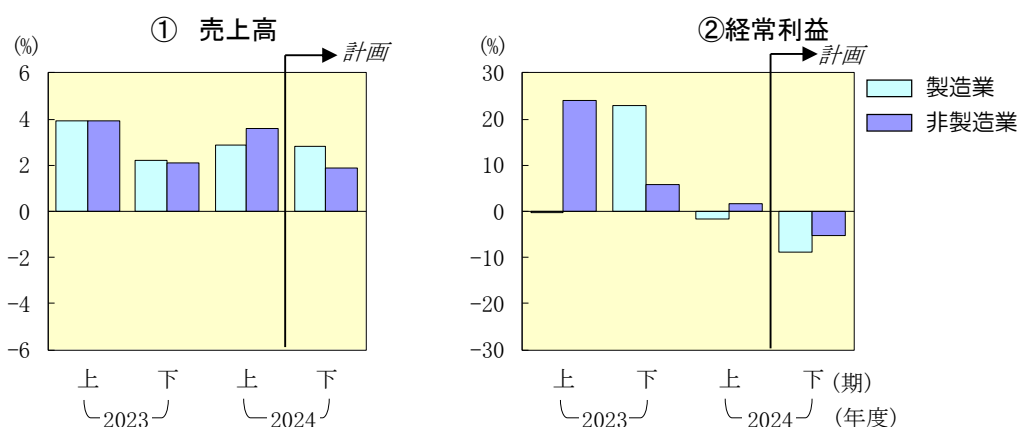 ① 売上高
(%)
計画
6
4
2
0
-2
-4
-6
上 下 上 下
2023 2024
②経常利益
(%)
計画
30
20
10
0
-10
-20
-30
上 下 上 下 (期)
2023 2024 (年度)
製造業
非製造業